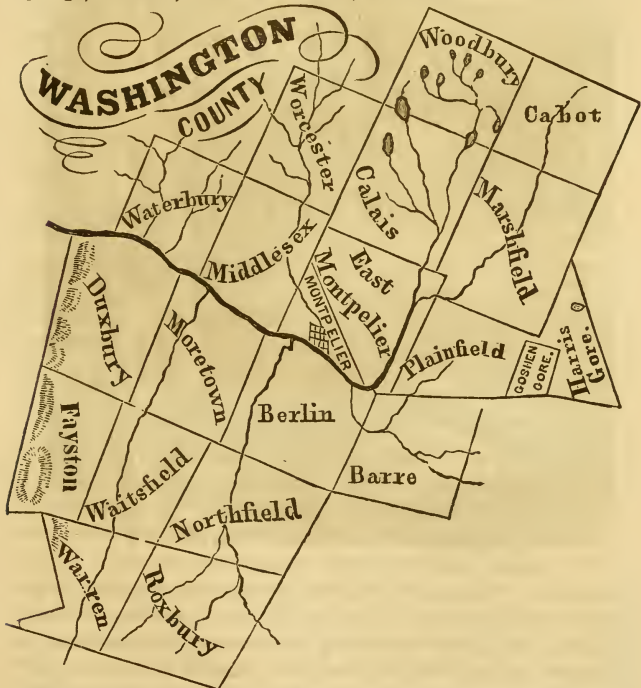 WASHINGTON
COUNTY
Woodbury
Cabot
Worcester
Calais
Marshfield
Waterbury
Middlesex
East
Montpelier
MONTPELIER
Duxbury
Moretown
Plainfield
GOSHEN
GORE.
Harris
Gore.
Fayston
Berlin
Barre
Waitsfield
Northfield
Warren
Roxbury